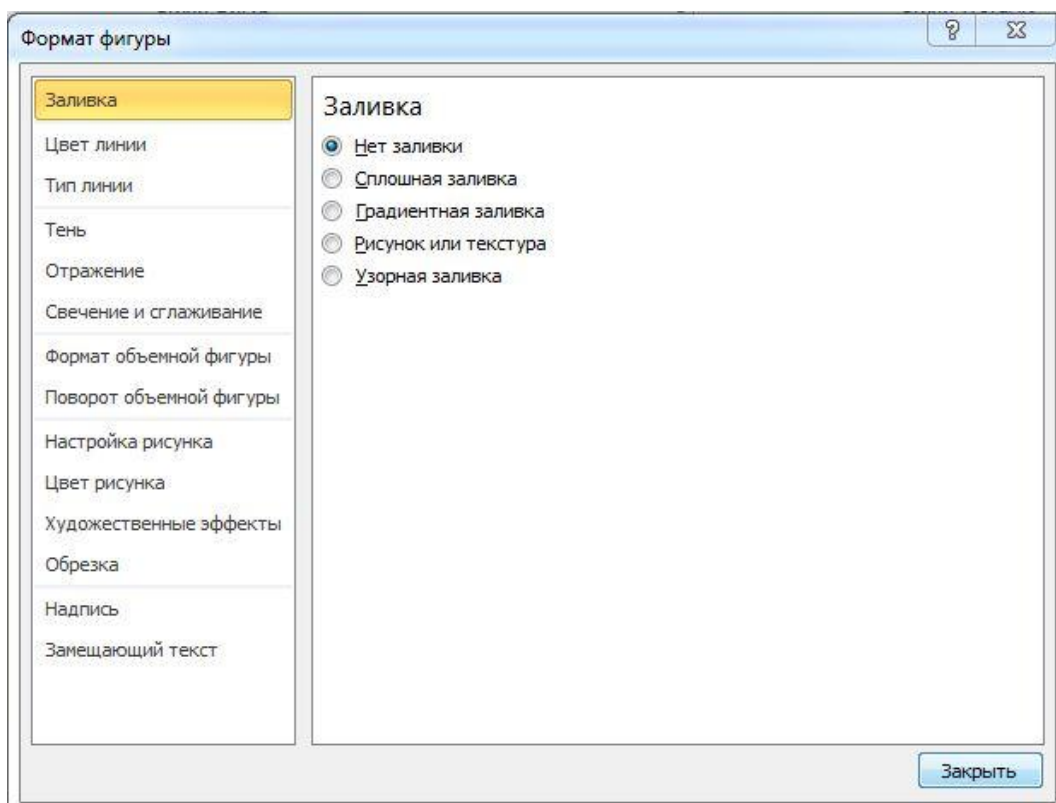 Формат фигуры
Заливка
Цвет линии
Тип линии
Тень
Отражение
Свечение и сглаживание
Формат объемной фигуры
Поворот объемной фигуры
Настройка рисунка
Цвет рисунка
Художественные эффекты
Обрезка
Надпись
Замещающий текст
Заливка
Нет заливки
Сплошная заливка
Градиентная заливка
Рисунок или текстура
Узорная заливка
Закрыть